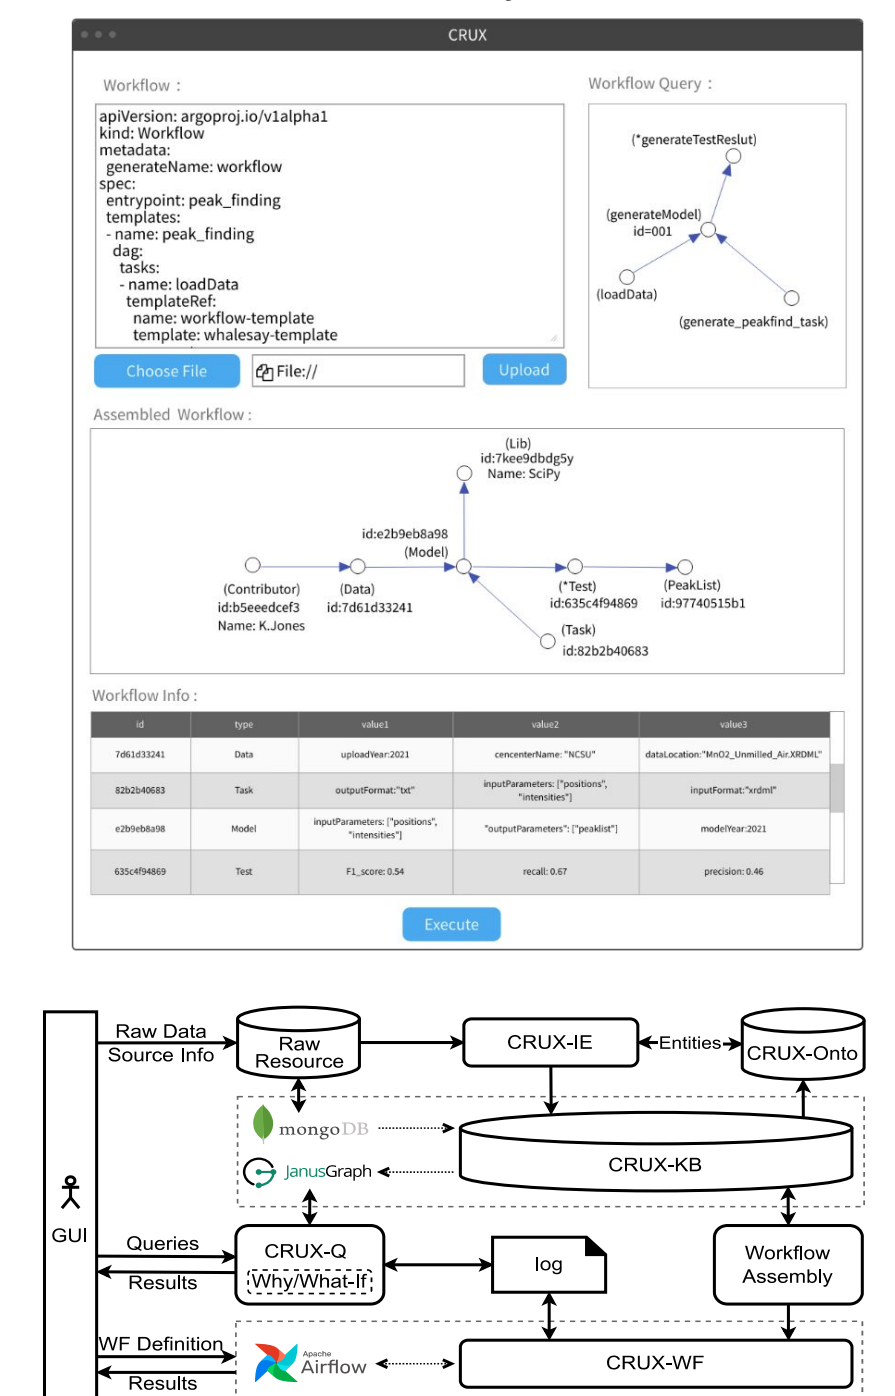 CRUX
Workflow :
Workflow Query :
apiVersion: argoproj.io/v1alpha1
kind: Workflow
metadata:
generateName: workflow
spec:
entrypoint: peak_finding
templates:
- name: peak_finding
dag:
tasks:
- name: loadData
templateRef:
name: workflow-template
template: whalesay-template
(*generateTestReslut)
(generateModel)
id=001
(loadData)
(generate_peakfind_task)
Choose File
File://
Upload
Assembled Workflow :
(Lib)
id:7kee9dbdg5y
Name: SciPy
id:e2b9eb8a98
(Model)
(Contributor)
id:b5eeedcef3
Name: K.Jones
(Data)
id:7d61d33241
(*Test)
id:635c4f94869
(PeakList)
id:97740515b1
(Task)
id:82b2b40683
Workflow Info :
id type value1 value2 value3
7d61d33241 Data uploadYear:2021 cencenterName: "NCSU" dataLocation:"MnO2_Unmilled_Air.XRDML"
82b2b40683 Task outputFormat:"txt" inputParameters: ["positions", "intensities"] inputFormat:"xrdml"
e2b9eb8a98 Model inputParameters: ["positions", "intensities"] "outputParameters": ["peaklist"] modelYear:2021
635c4f94869 Test F1_score: 0.54 recall: 0.67 precision: 0.46
Execute
Raw Data
Source Info
Raw
Resource
CRUX-IE
Entities
CRUX-Onto
mongoDB
JanusGraph
CRUX-KB
GUI
Queries
Results
CRUX-Q
Why/What-If
log
Workflow
Assembly
WF Definition
Results
Apache
Airflow
CRUX-WF